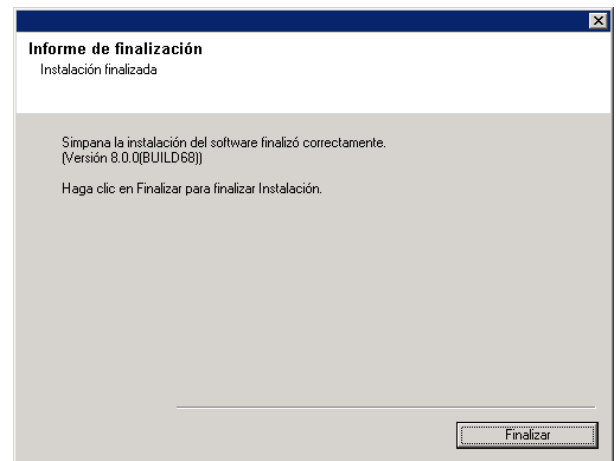 Informe de finalización
Instalación finalizada
Simpana la instalación del software finalizó correctamente.
(Versión 8.0.0(BUILD68))
Haga clic en Finalizar para finalizar Instalación.
Finalizar